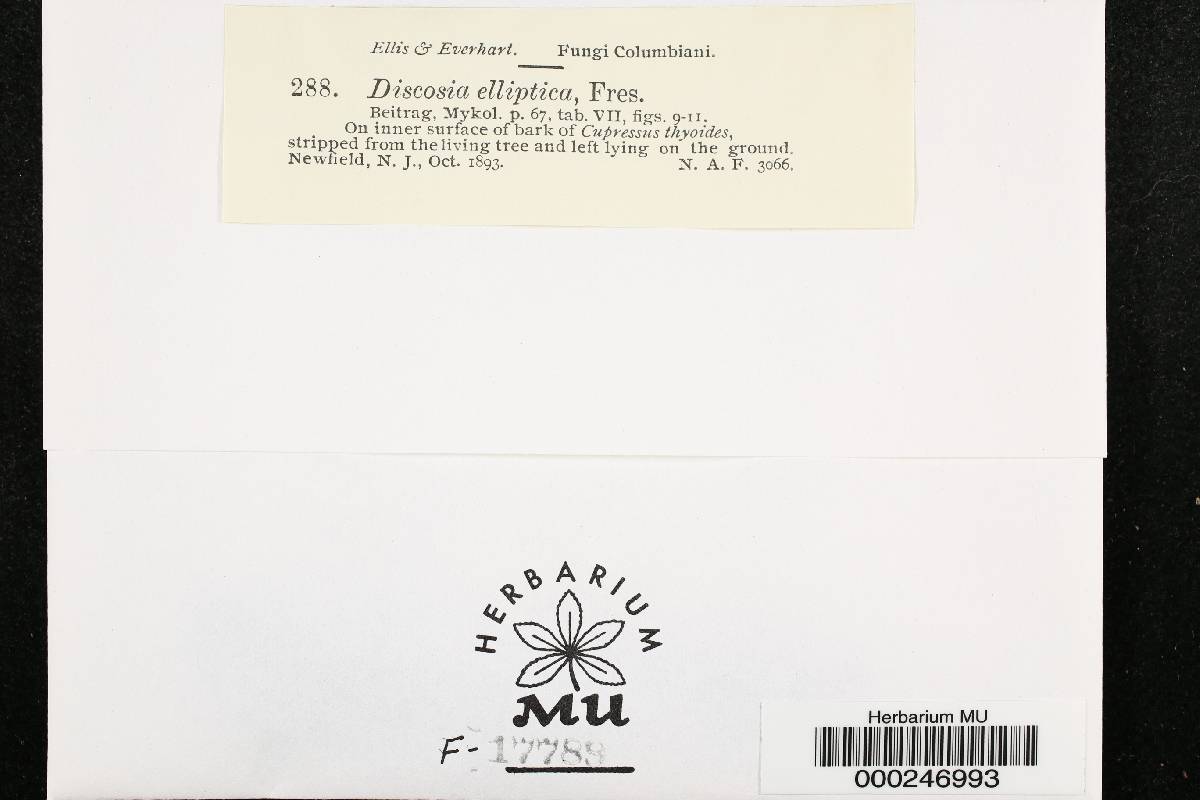 Ellis & Everhart. Fungi Columbiani.
288. Discosia elliptica, Fres.
Beitrag, Mykol. p. 67, tab. VII, figs. 9-11.
On inner surface of bark of Cupressus thyoides,
stripped from the living tree and left lying on the ground.
Newfield, N. J., Oct. 1893. N. A. F. 3066.
HERBARIUM
MU
F-17788
Herbarium MU
000246993